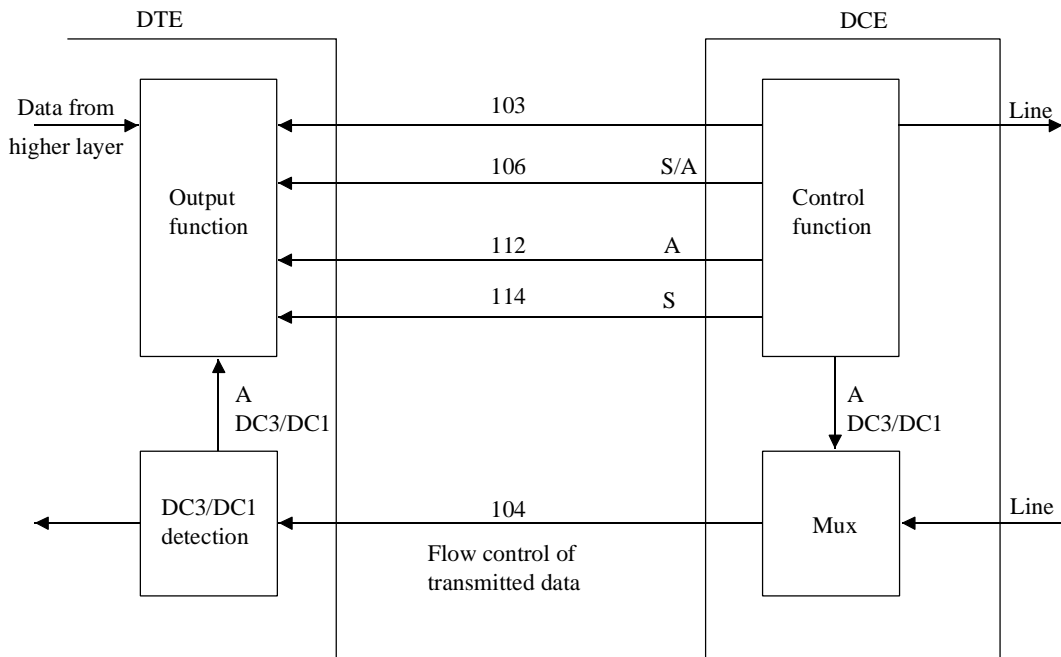 DTE
DCE
Data from
higher layer
103
Line
106
S/A
Output
function
Control
function
112
A
114
S
A
DC3/DC1
A
DC3/DC1
DC3/DC1
detection
104
Mux
Line
Flow control of
transmitted data